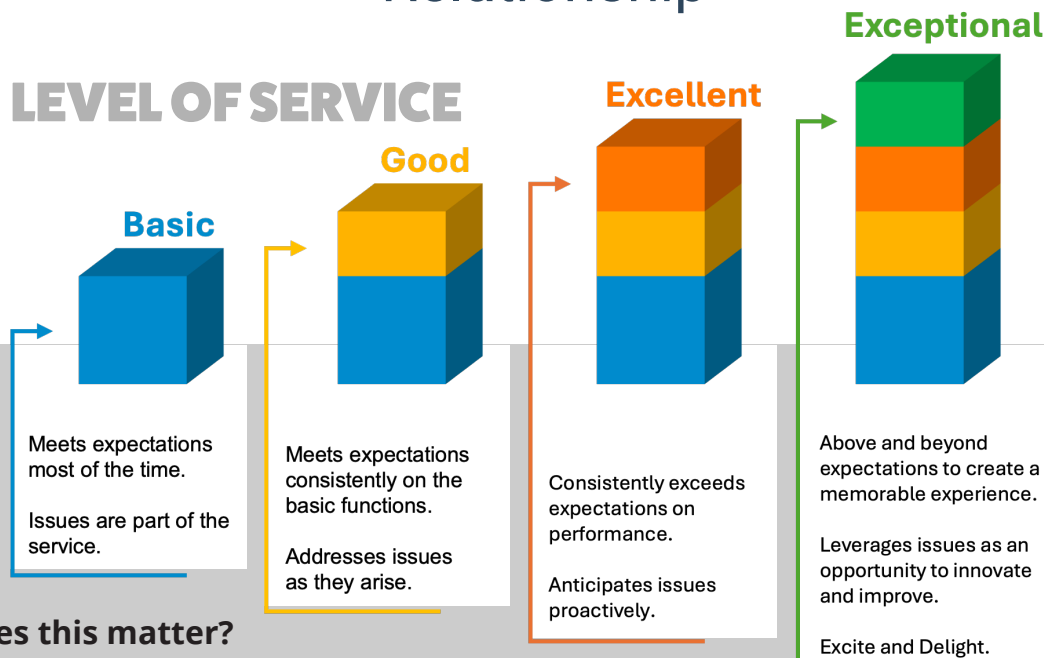 Relationship
LEVEL OF SERVICE
Basic
Good
Excellent
Exceptional
Meets expectations
most of the time.
Issues are part of the
service.
Meets expectations
consistently on the
basic functions.
Addresses issues
as they arise.
Consistently exceeds
expectations on
performance.
Anticipates issues
proactively.
Above and beyond
expectations to create a
memorable experience.
Leverages issues as an
opportunity to innovate
and improve.
Excite and Delight.
es this matter?